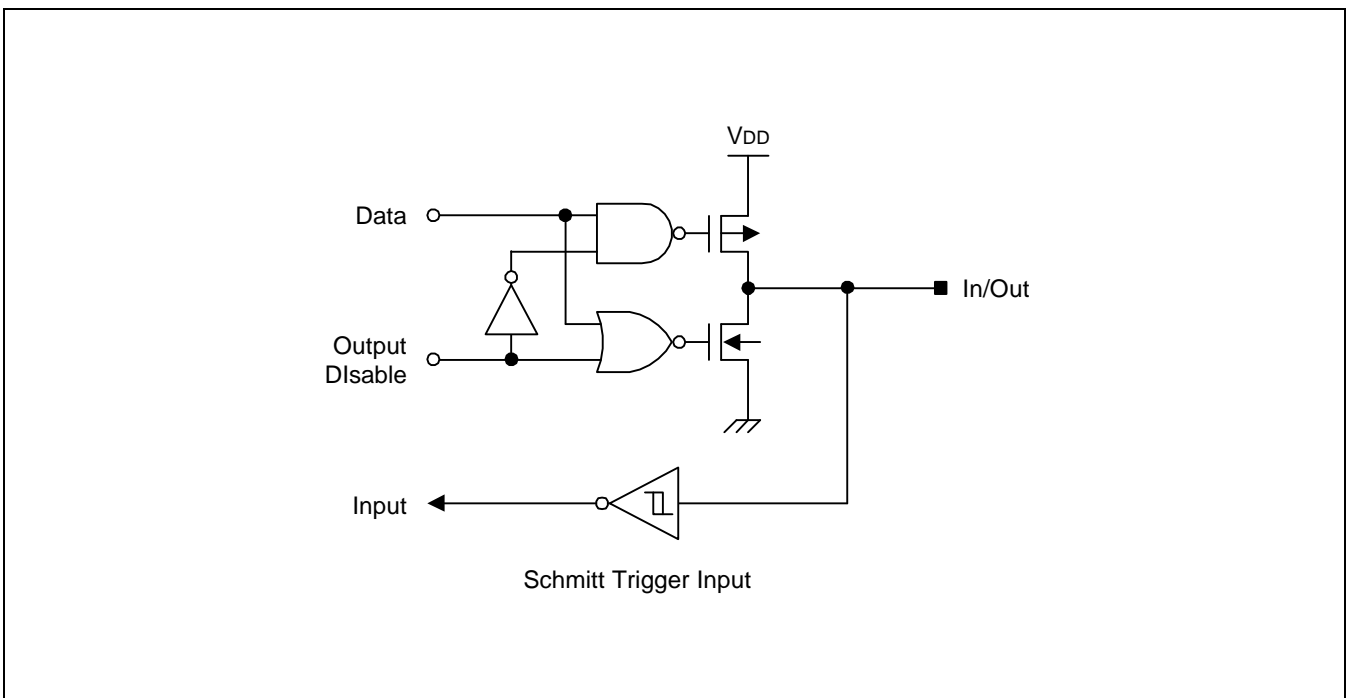 VDD
Data
In/Out
Output
DIsable
Input
Schmitt Trigger Input